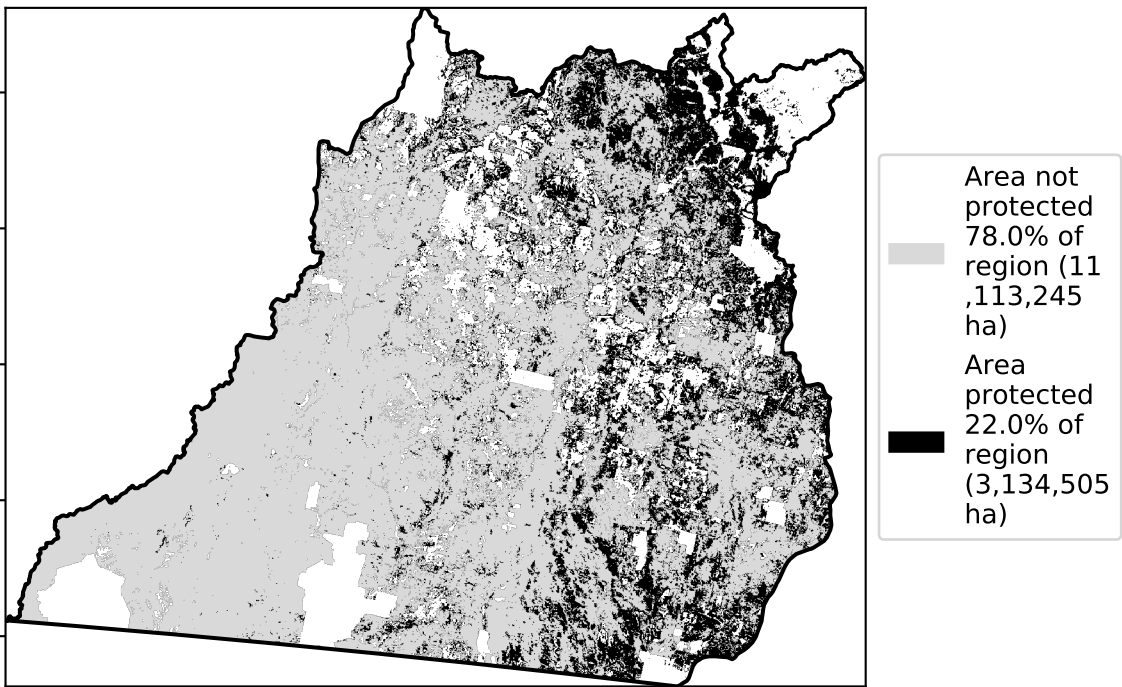 Area not
protected
78.0% of
region (11
,113,245
ha)
Area
protected
22.0% of
region
(3,134,505
ha)